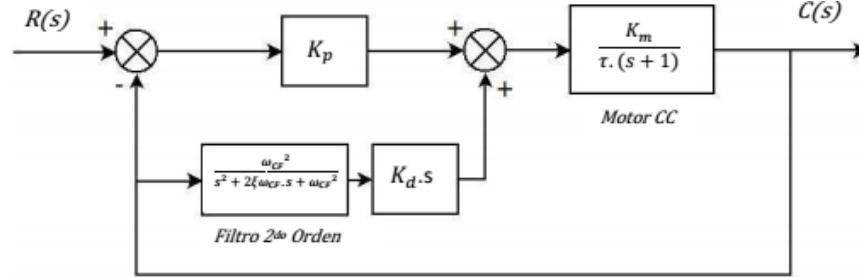 R(s)
C(s)
+
-
K_p
+
+
K_m
τ.(s + 1)
Motor CC
ω_CF²
s² + 2ξω_CF.s + ω_CF²
K_d.s
Filtro 2do Orden